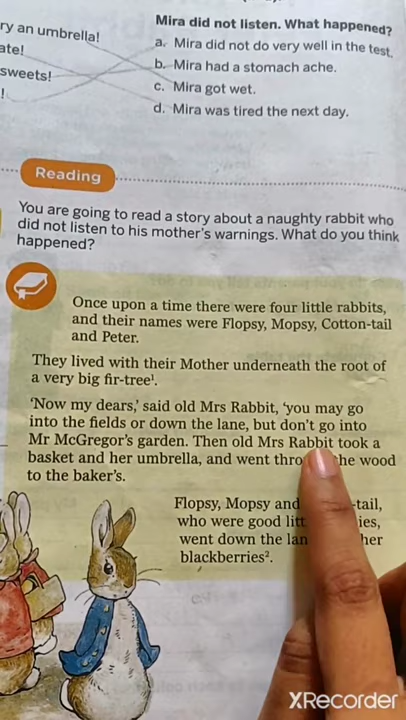 ry an umbrella!
ate!
sweets!
!
Mira did not listen. What happened?
a. Mira did not do very well in the test.
b. Mira had a stomach ache.
c. Mira got wet.
d. Mira was tired the next day.
Reading
You are going to read a story about a naughty rabbit who
did not listen to his mother's warnings. What do you think
happened?
Once upon a time there were four little rabbits,
and their names were Flopsy, Mopsy, Cotton-tail
and Peter.
They lived with their Mother underneath the root of
a very big fir-tree¹.
'Now my dears,' said old Mrs Rabbit, 'you may go
into the fields or down the lane, but don't go into
Mr McGregor's garden. Then old Mrs Rabbit took a
basket and her umbrella, and went thro he wood
to the baker's.
Flopsy, Mopsy and -tail,
who were good litt ies,
went down the lan her
blackberries².
XRecorder